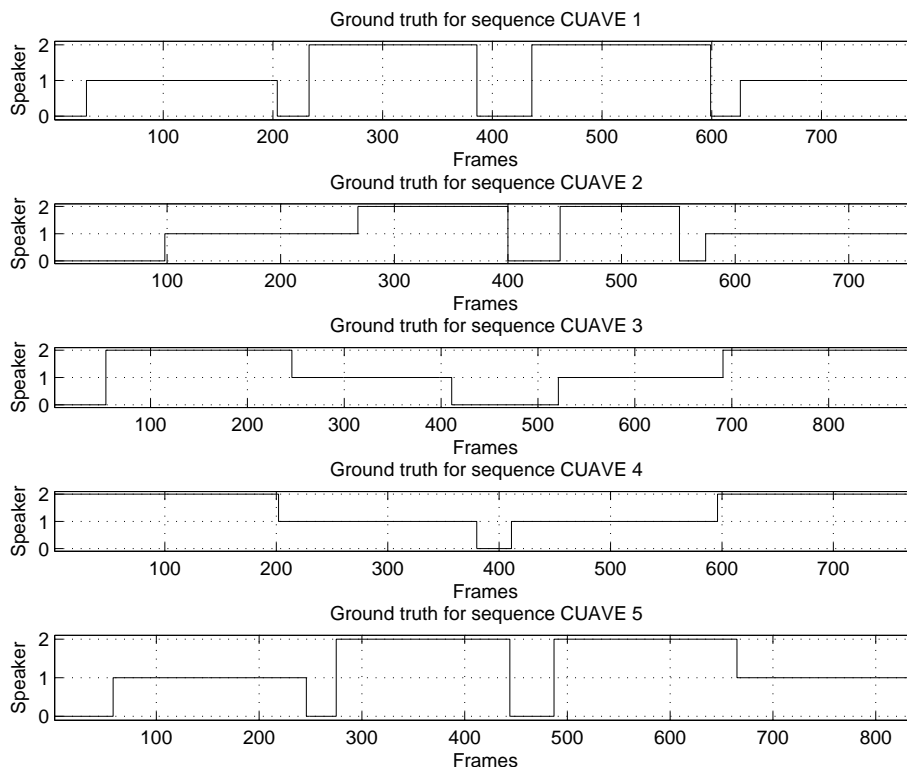 Ground truth for sequence CUAVE 1
2
1
0
Speaker
100 200 300 400 500 600 700
Frames
Ground truth for sequence CUAVE 2
2
1
0
Speaker
100 200 300 400 500 600 700
Frames
Ground truth for sequence CUAVE 3
2
1
0
Speaker
100 200 300 400 500 600 700 800
Frames
Ground truth for sequence CUAVE 4
2
1
0
Speaker
100 200 300 400 500 600 700
Frames
Ground truth for sequence CUAVE 5
2
1
0
Speaker
100 200 300 400 500 600 700 800
Frames